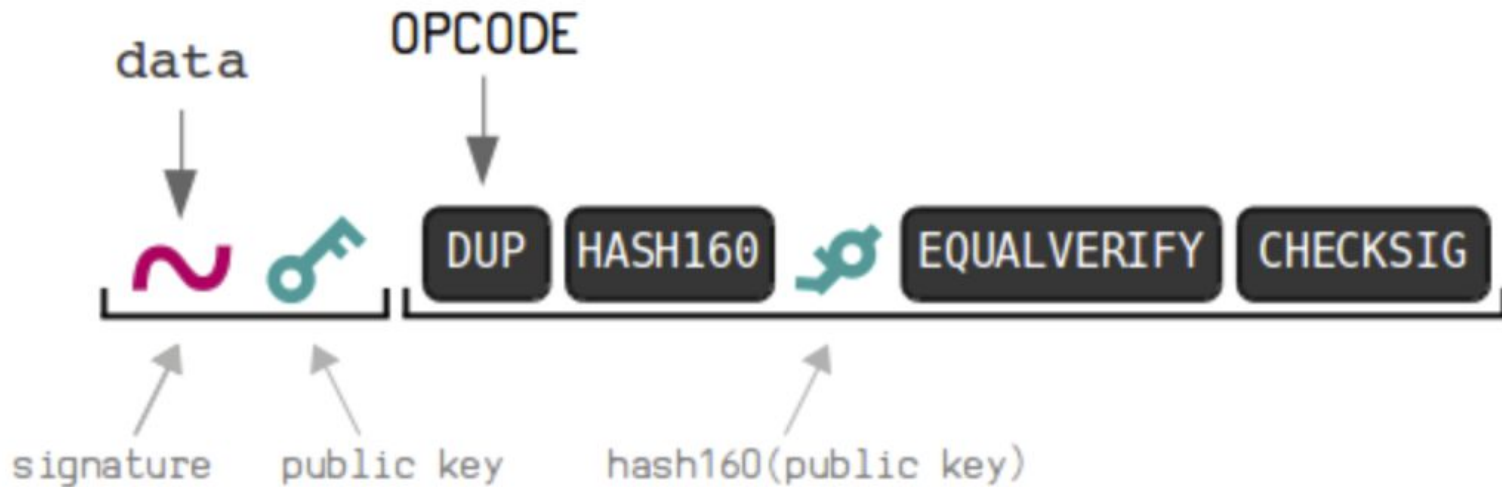 data
OPCODE
DUP HASH160 EQUALVERIFY CHECKSIG
signature public key hash160(public key)